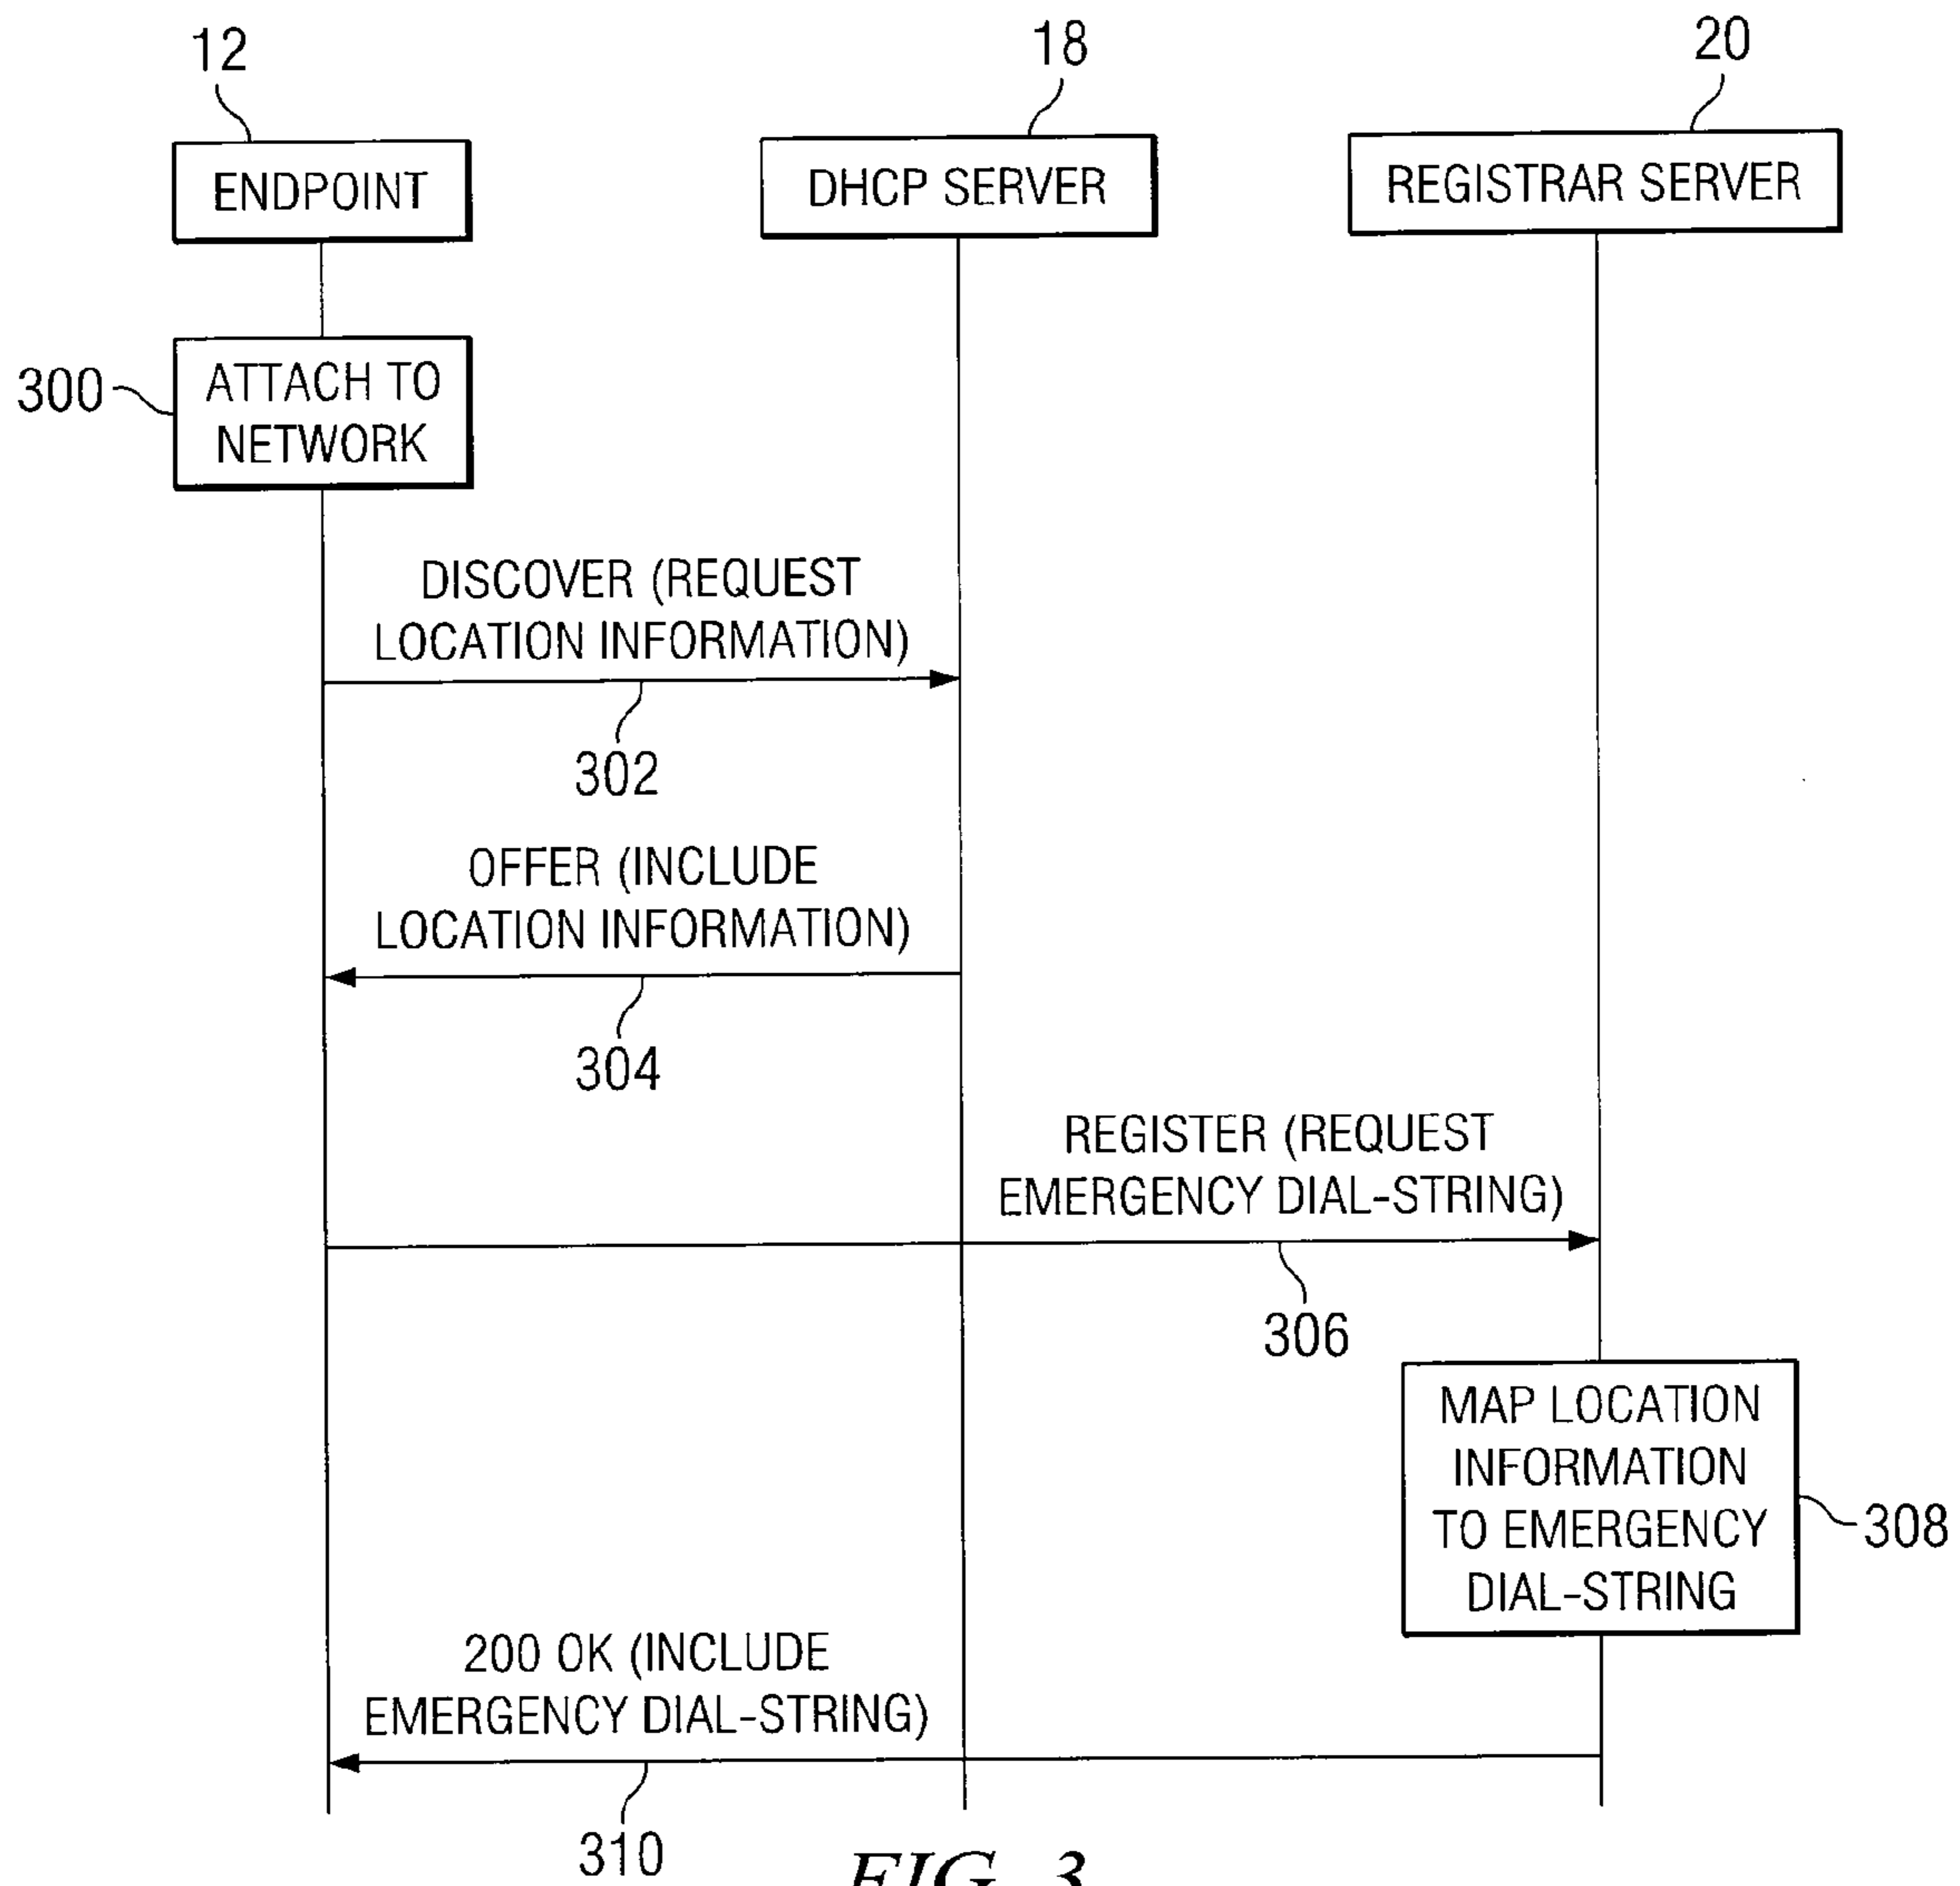 12
18
20
ENDPOINT
DHCP SERVER
REGISTRAR SERVER
300
ATTACH TO
NETWORK
DISCOVER (REQUEST
LOCATION INFORMATION)
302
OFFER (INCLUDE
LOCATION INFORMATION)
304
REGISTER (REQUEST
EMERGENCY DIAL-STRING)
306
MAP LOCATION
INFORMATION
TO EMERGENCY
DIAL-STRING
308
200 OK (INCLUDE
EMERGENCY DIAL-STRING)
310
FIG. 3